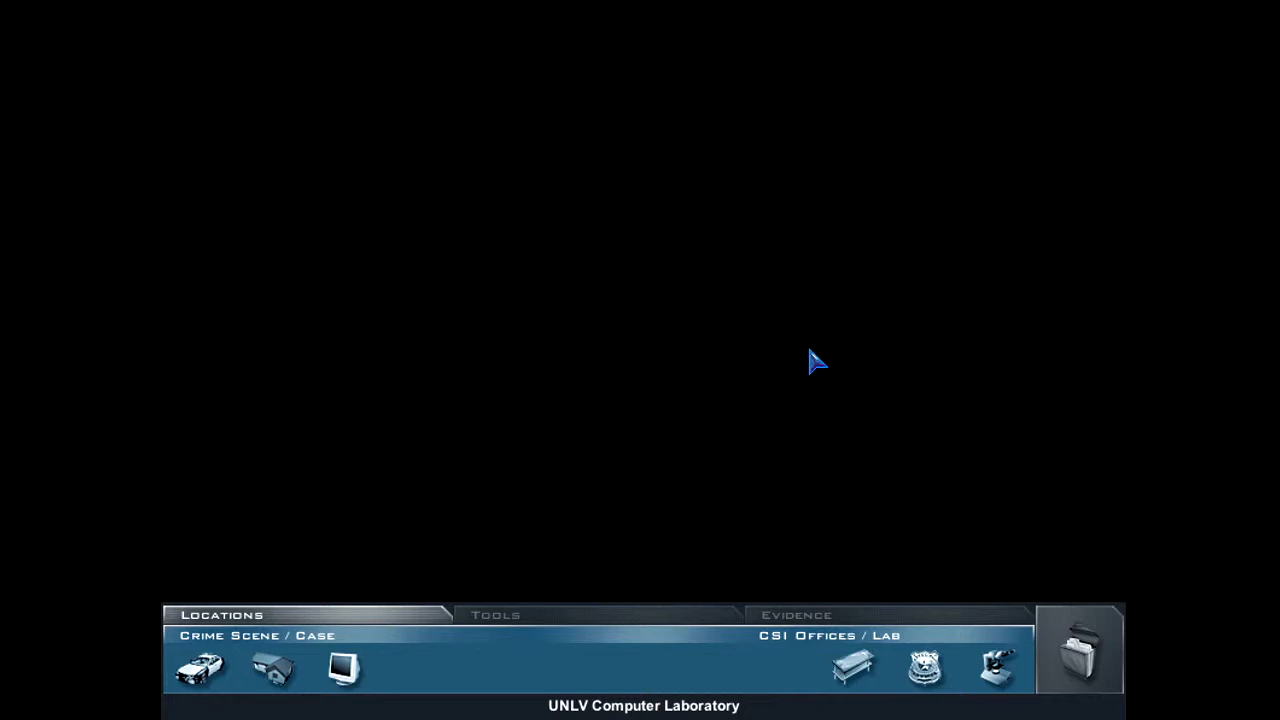 LOCATIONS
TOOLS
EVIDENCE
CRIME SCENE / CASE
CSI OFFICES / LAB
UNLV Computer Laboratory